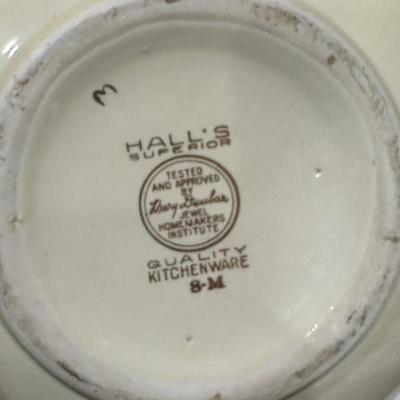 3
HALL'S
SUPERIOR
TESTED
AND APPROVED
BY
Mary Dunbar
JEWEL
HOMEMAKERS
INSTITUTE
QUALITY
KITCHENWARE
8-M